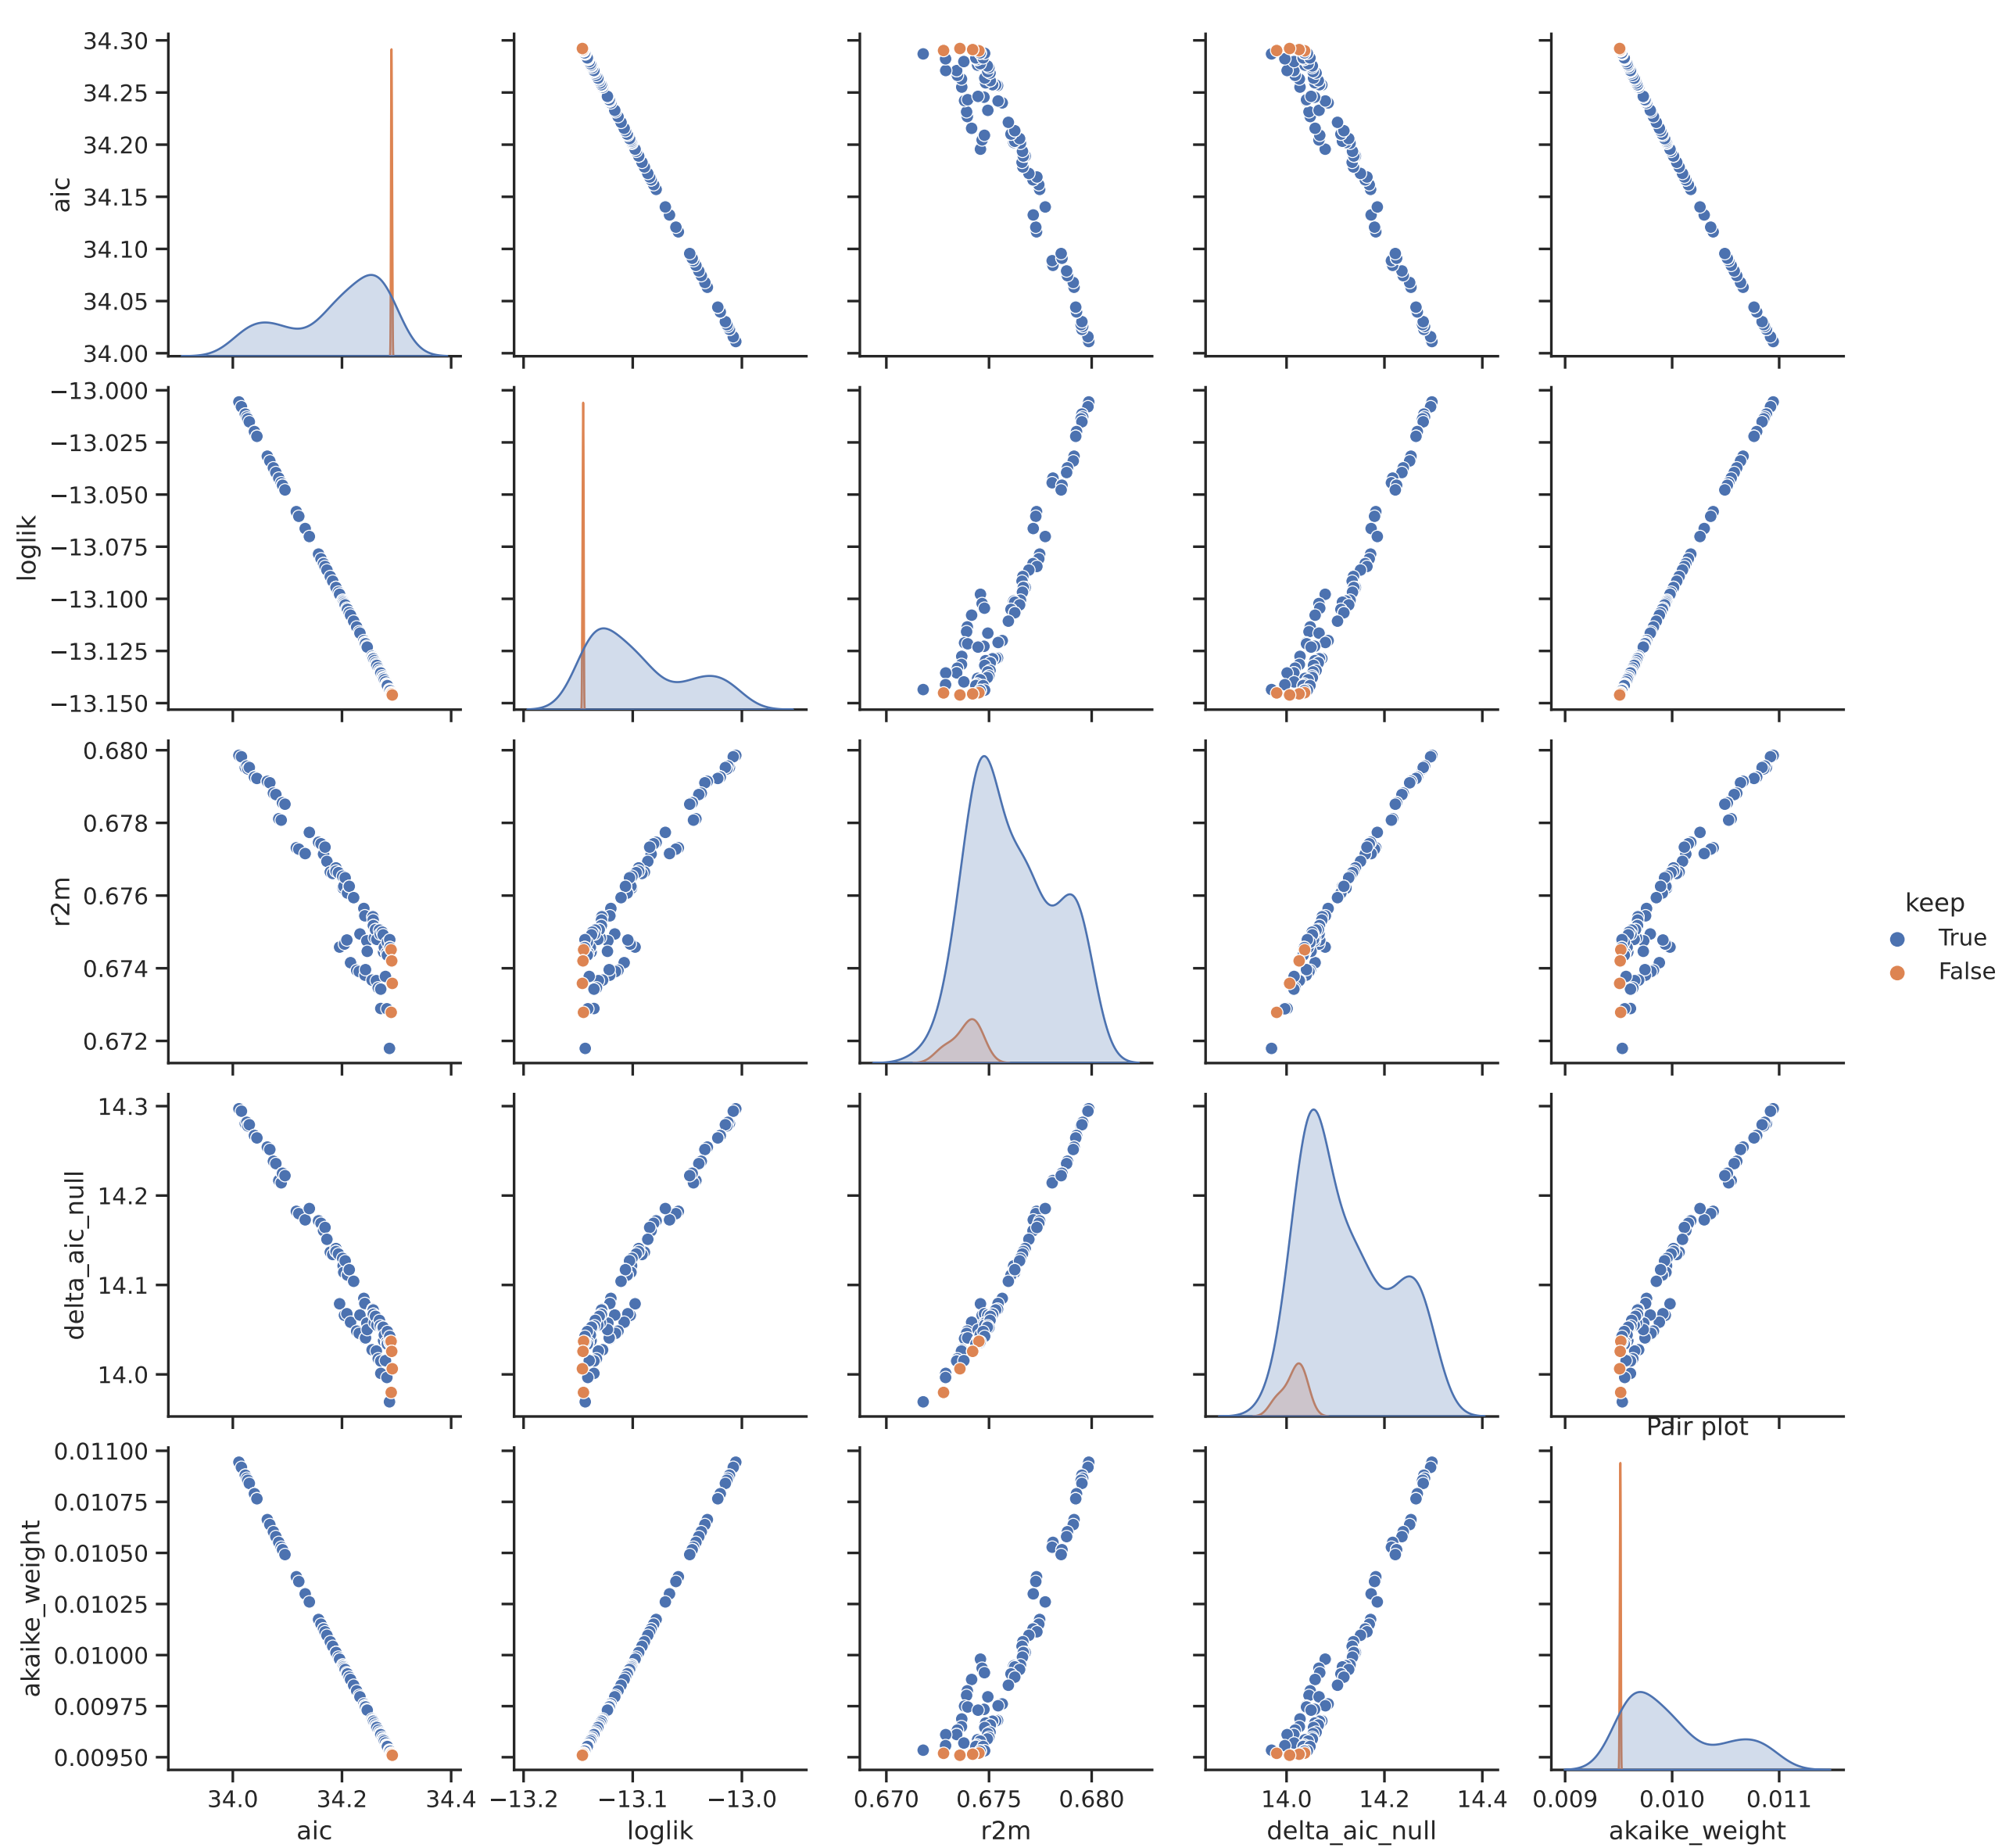 34.30
34.25
34.20
34.15
34.10
34.05
34.00
aic
−13.000
−13.025
−13.050
−13.075
−13.100
−13.125
−13.150
loglik
0.680
0.678
0.676
0.674
0.672
r2m
keep
True
False
14.3
14.2
14.1
14.0
delta_aic_null
Pair plot
0.01100
0.01075
0.01050
0.01025
0.01000
0.00975
0.00950
akaike_weight
34.0 34.2 34.4
−13.2 −13.1 −13.0
0.670 0.675 0.680
14.0 14.2 14.4
0.009 0.010 0.011
aic loglik r2m delta_aic_null akaike_weight